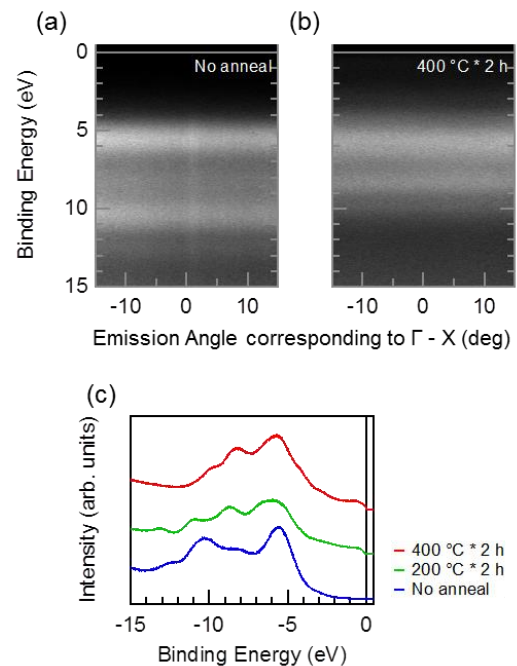 (a)
(b)
No anneal
400 °C * 2 h
Binding Energy (eV)
0
5
10
15
-10
0
10
-10
0
10
Emission Angle corresponding to Γ - X (deg)
(c)
Intensity (arb. units)
400 °C * 2 h
200 °C * 2 h
No anneal
-15
-10
-5
0
Binding Energy (eV)